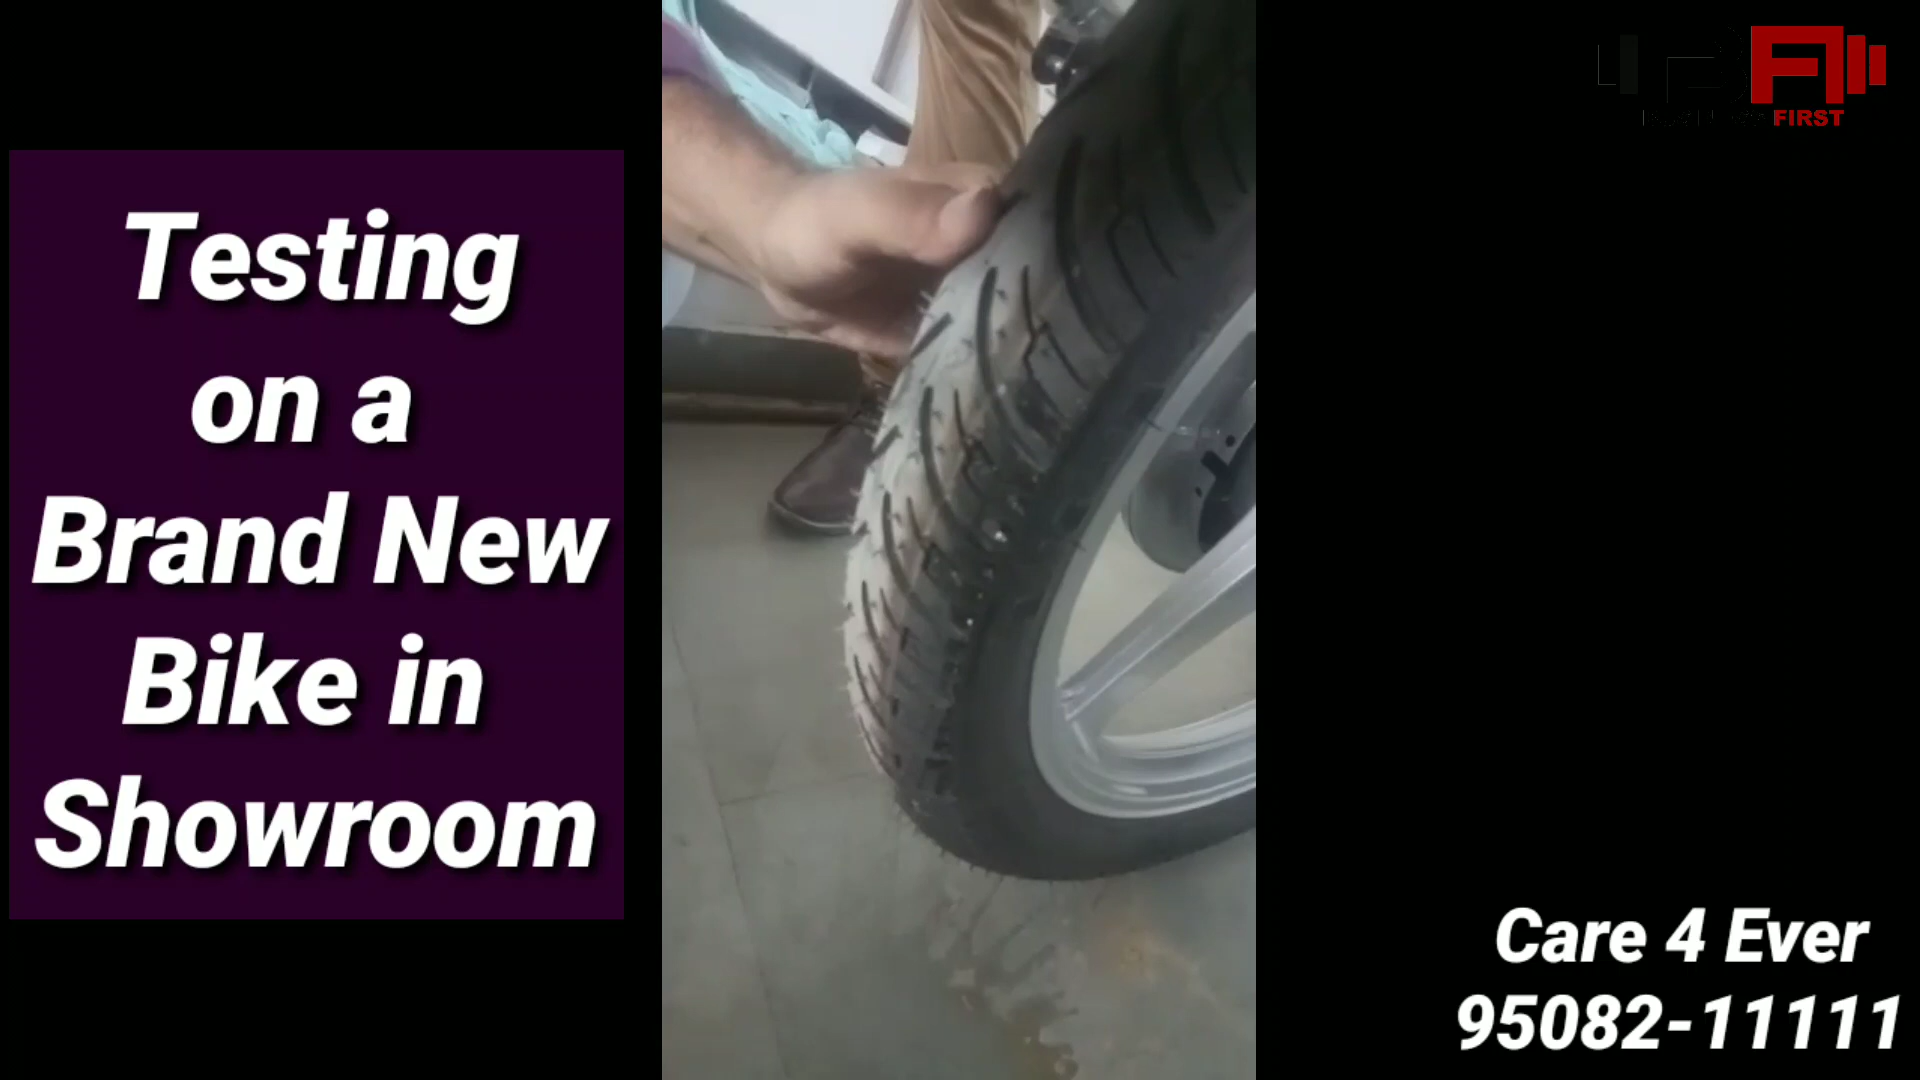 Testing
on a
Brand New
Bike in
Showroom
FIRST
Care 4 Ever
95082-11111